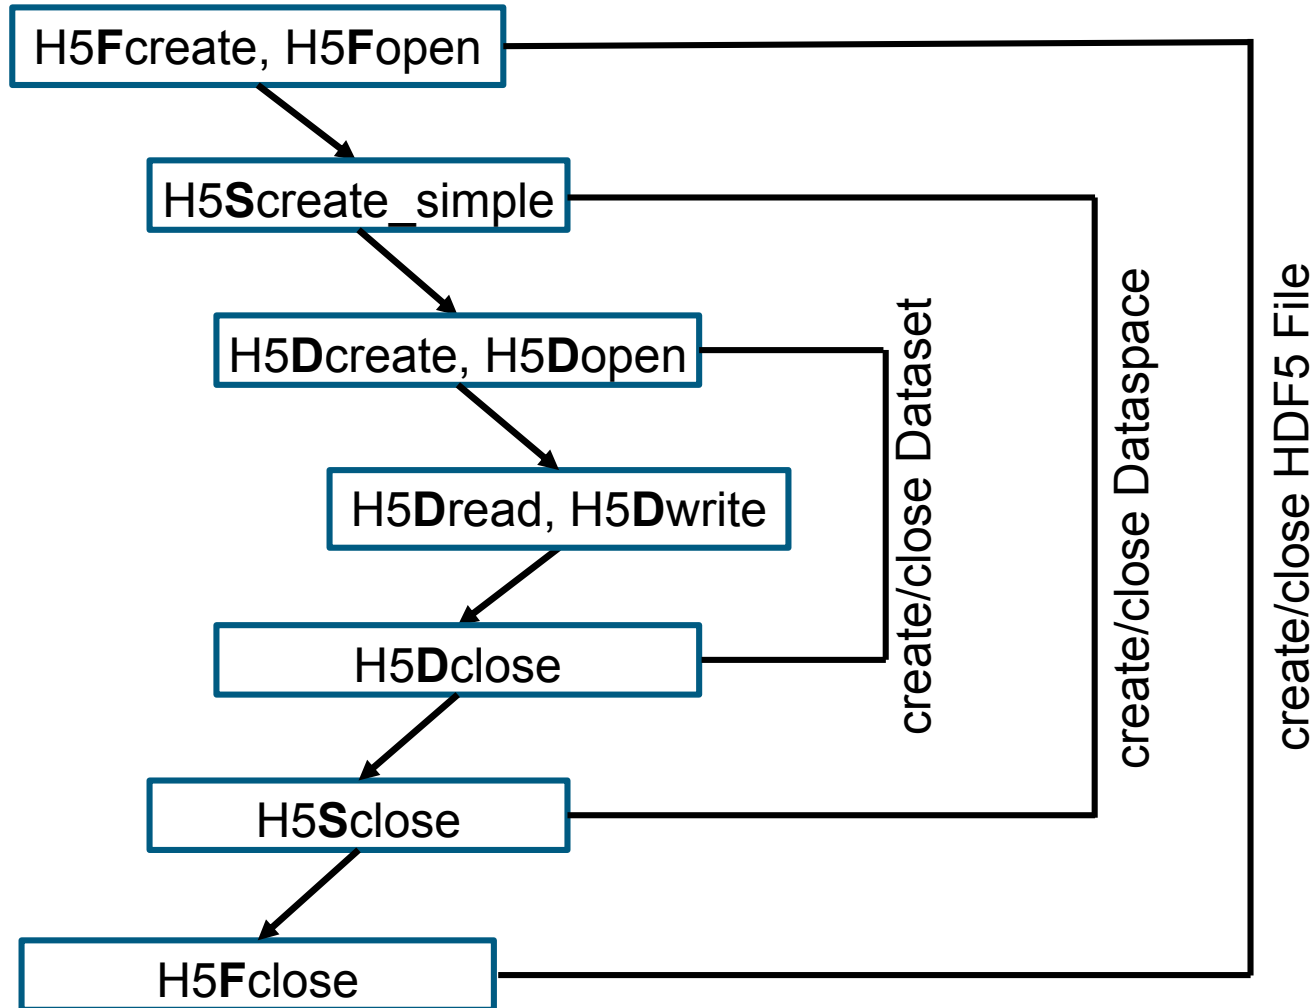 H5Fcreate, H5Fopen
H5Screate_simple
H5Dcreate, H5Dopen
H5Dread, H5Dwrite
H5Dclose
H5Sclose
H5Fclose
create/close Dataset
create/close Dataspace
create/close HDF5 File